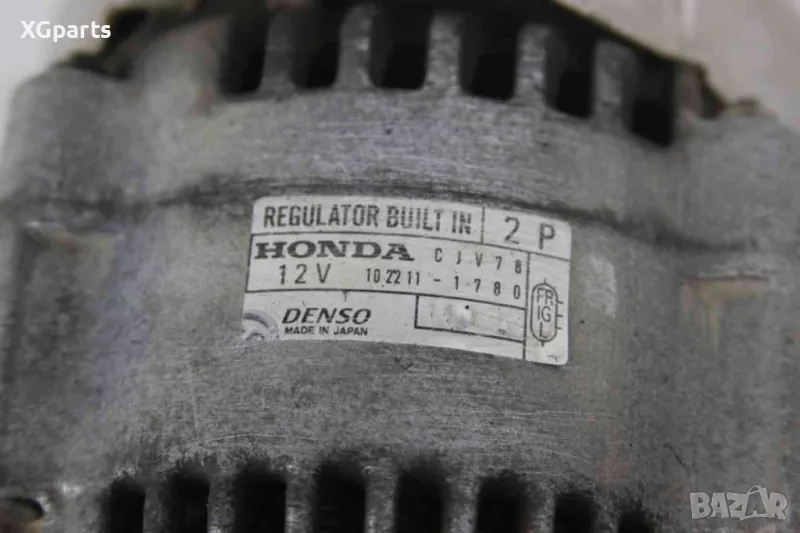 XGparts
REGULATOR BUILT IN 2 P
HONDA CJV78
12V 102211-1780
DENSO
MADE IN JAPAN
FR
IG
L
E
BAZAR